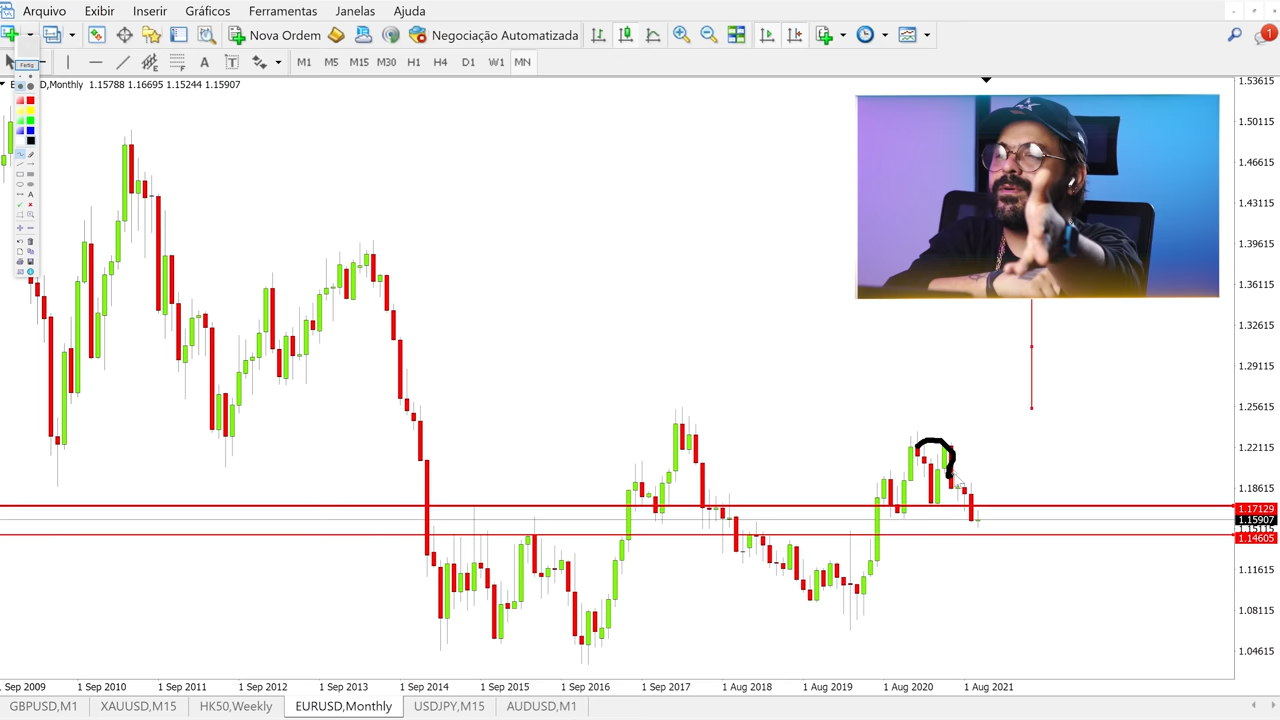 Arquivo Exibir Inserir Gráficos Ferramentas Janelas Ajuda
Nova Ordem Negociação Automatizada 1
A T M1 M5 M15 M30 H1 H4 D1 W1 MN
Fertig
D,Monthly 1.15788 1.16695 1.15244 1.15907
A
1.53615
1.50115
1.46615
1.43115
1.39615
1.36115
1.32615
1.29115
1.25615
1.22115
1.18615
1.17129
1.15907
1.15115
1.14605
1.11615
1.08115
1.04615
Sep 2009 1 Sep 2010 1 Sep 2011 1 Sep 2012 1 Sep 2013 1 Sep 2014 1 Sep 2015 1 Sep 2016 1 Sep 2017 1 Aug 2018 1 Aug 2019 1 Aug 2020 1 Aug 2021
GBPUSD,M1 XAUUSD,M15 HK50,Weekly EURUSD,Monthly USDJPY,M15 AUDUSD,M1